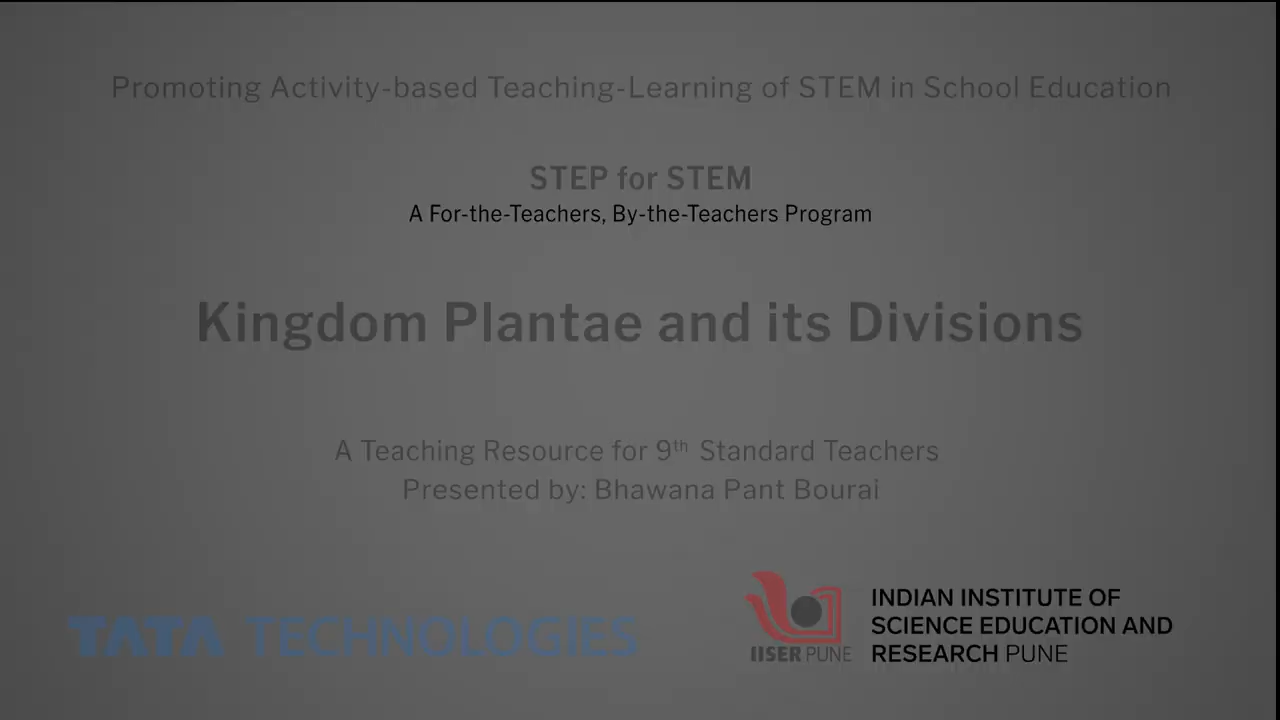 Promoting Activity-based Teaching-Learning of STEM in School Education
STEP for STEM
A For-the-Teachers, By-the-Teachers Program
Kingdom Plantae and its Divisions
A Teaching Resource for 9th Standard Teachers
Presented by: Bhawana Pant Bourai
TATA TECHNOLOGIES
IISER PUNE
INDIAN INSTITUTE OF
SCIENCE EDUCATION AND
RESEARCH PUNE